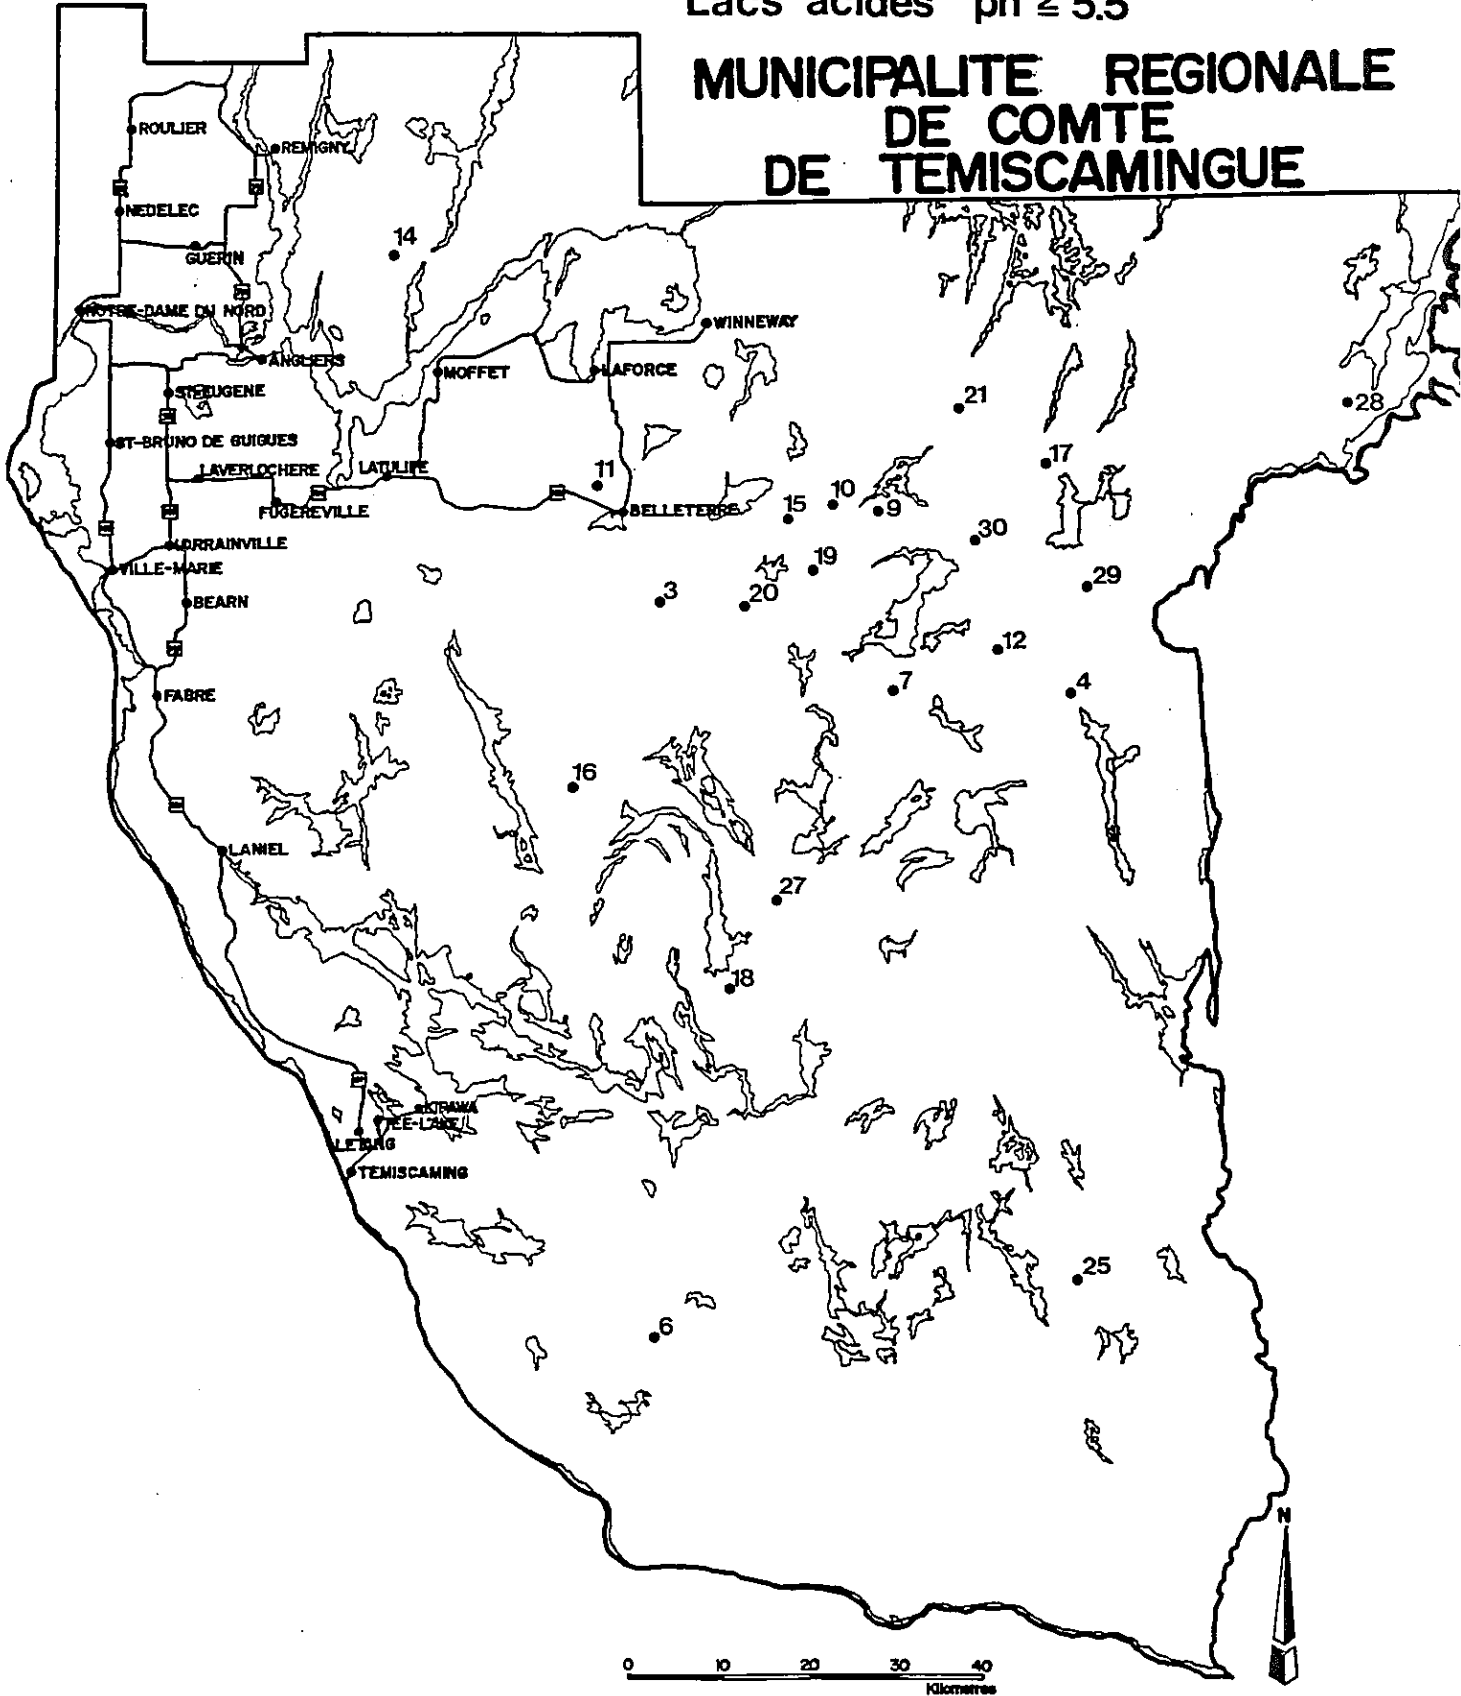 Lacs acides ph ≤ 5.5
MUNICIPALITE REGIONALE
DE COMTE
DE TEMISCAMINGUE
ROULIER
REMIGNY
NEDELEC
GUERIN
14
NOTRE-DAME DU NORD
WINNEWAY
ANGLIERS
MOFFET
LAFORCE
ST-EUGENE
21
28
ST-BRUNO DE GUIGUES
LAVERLOCHERE
LATULIPE
11
17
FUGEREVILLE
BELLETERRE
15
10
9
30
LORRAINVILLE
VILLE-MARIE
19
29
BEARN
3
20
12
FABRE
7
4
16
LANIEL
27
18
KIPAWA
TEE-LAKE
LETANG
TEMISCAMING
25
6
N
0 10 20 30 40
Kilometres